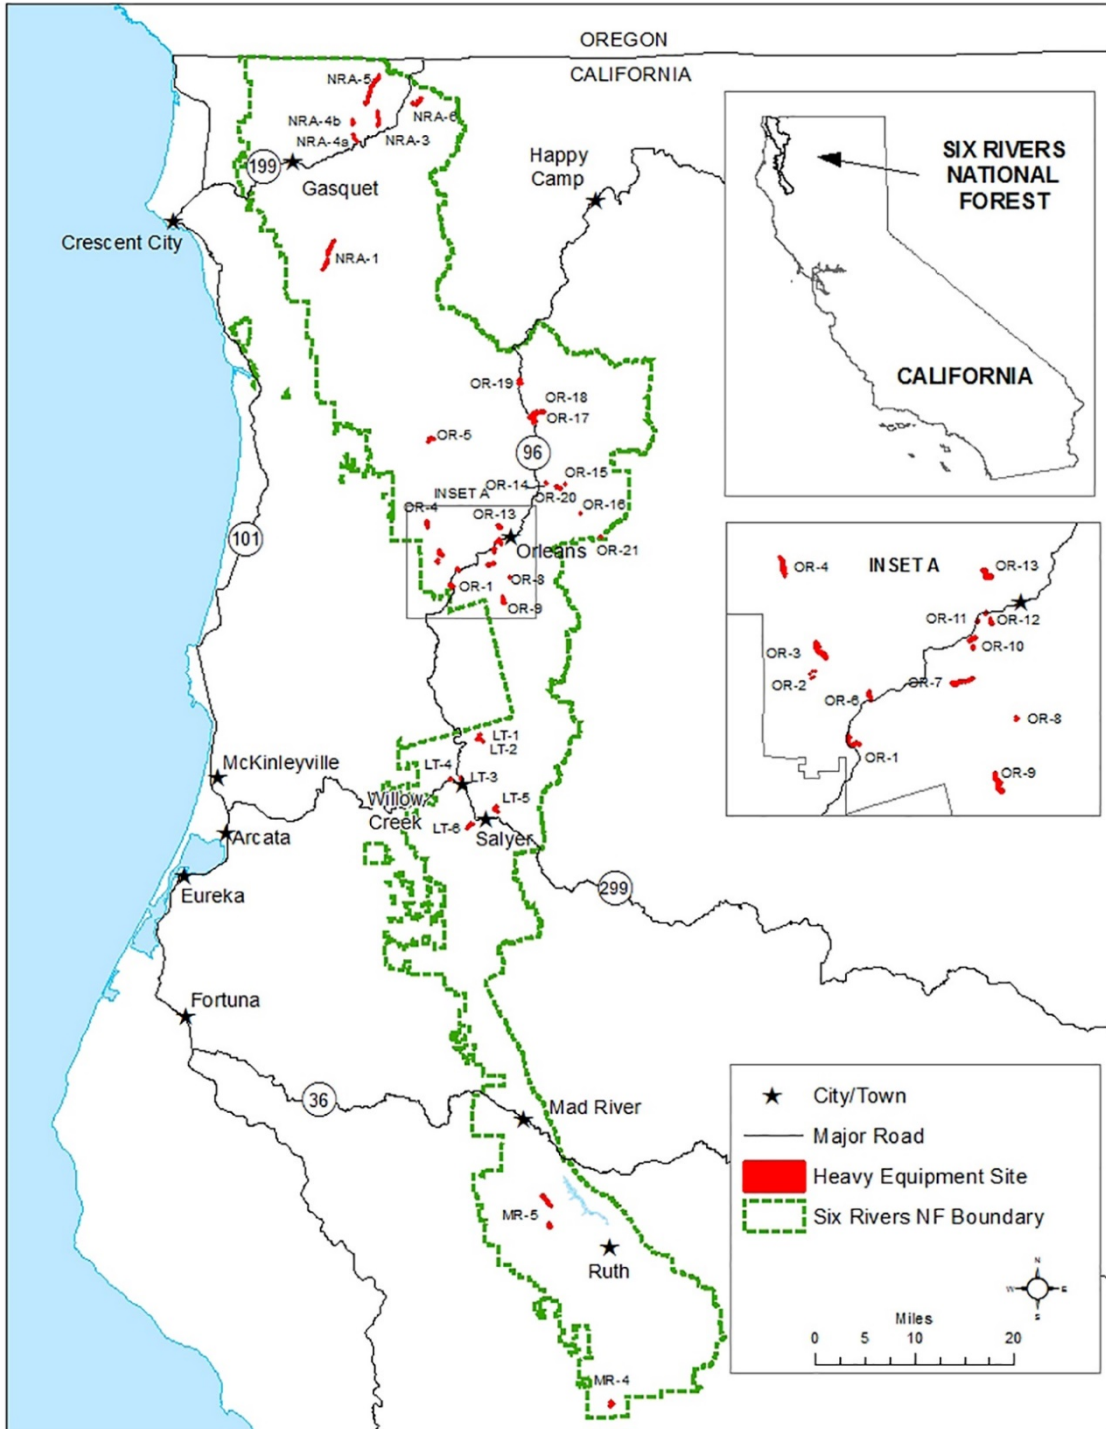 OREGON
CALIFORNIA
NRA-5
NRA-4b
NRA-6
NRA-4a
NRA-3
199
Gasquet
Happy
Camp
Crescent City
NRA-1
SIX RIVERS
NATIONAL
FOREST
CALIFORNIA
OR-19
OR-18
OR-17
OR-5
96
OR-15
OR-14
INSET A
OR-20
OR-16
OR-4
OR-13
101
Orleans
OR-21
OR-1
OR-8
OR-9
INSET A
OR-4
OR-13
OR-11
OR-12
OR-3
OR-10
OR-2
OR-7
OR-6
OR-8
OR-1
OR-9
LT-1
LT-2
McKinleyville
LT-4
LT-3
Willow
Creek
LT-5
LT-6
Salyer
Arcata
Eureka
299
Fortuna
36
Mad River
MR-5
Ruth
MR-4
City/Town
Major Road
Heavy Equipment Site
Six Rivers NF Boundary
N
W
E
S
Miles
0 5 10 20